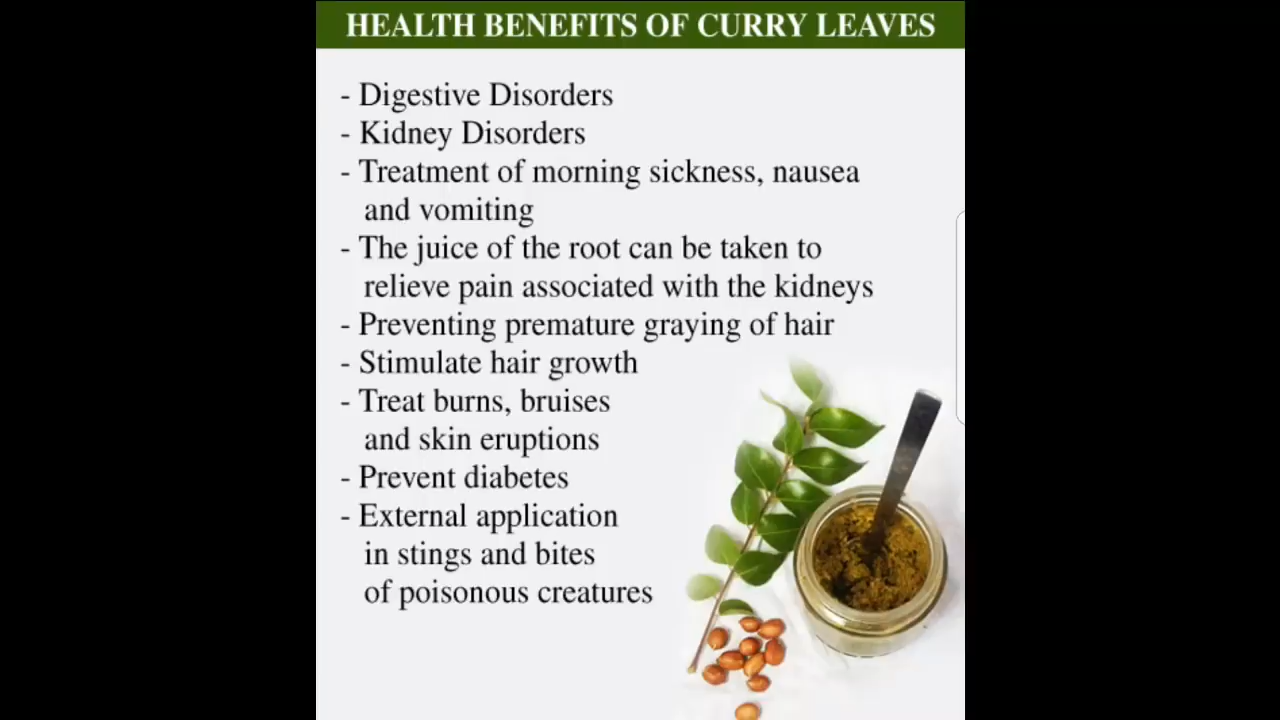 HEALTH BENEFITS OF CURRY LEAVES
- Digestive Disorders
- Kidney Disorders
- Treatment of morning sickness, nausea
and vomiting
- The juice of the root can be taken to
relieve pain associated with the kidneys
- Preventing premature graying of hair
- Stimulate hair growth
- Treat burns, bruises
and skin eruptions
- Prevent diabetes
- External application
in stings and bites
of poisonous creatures